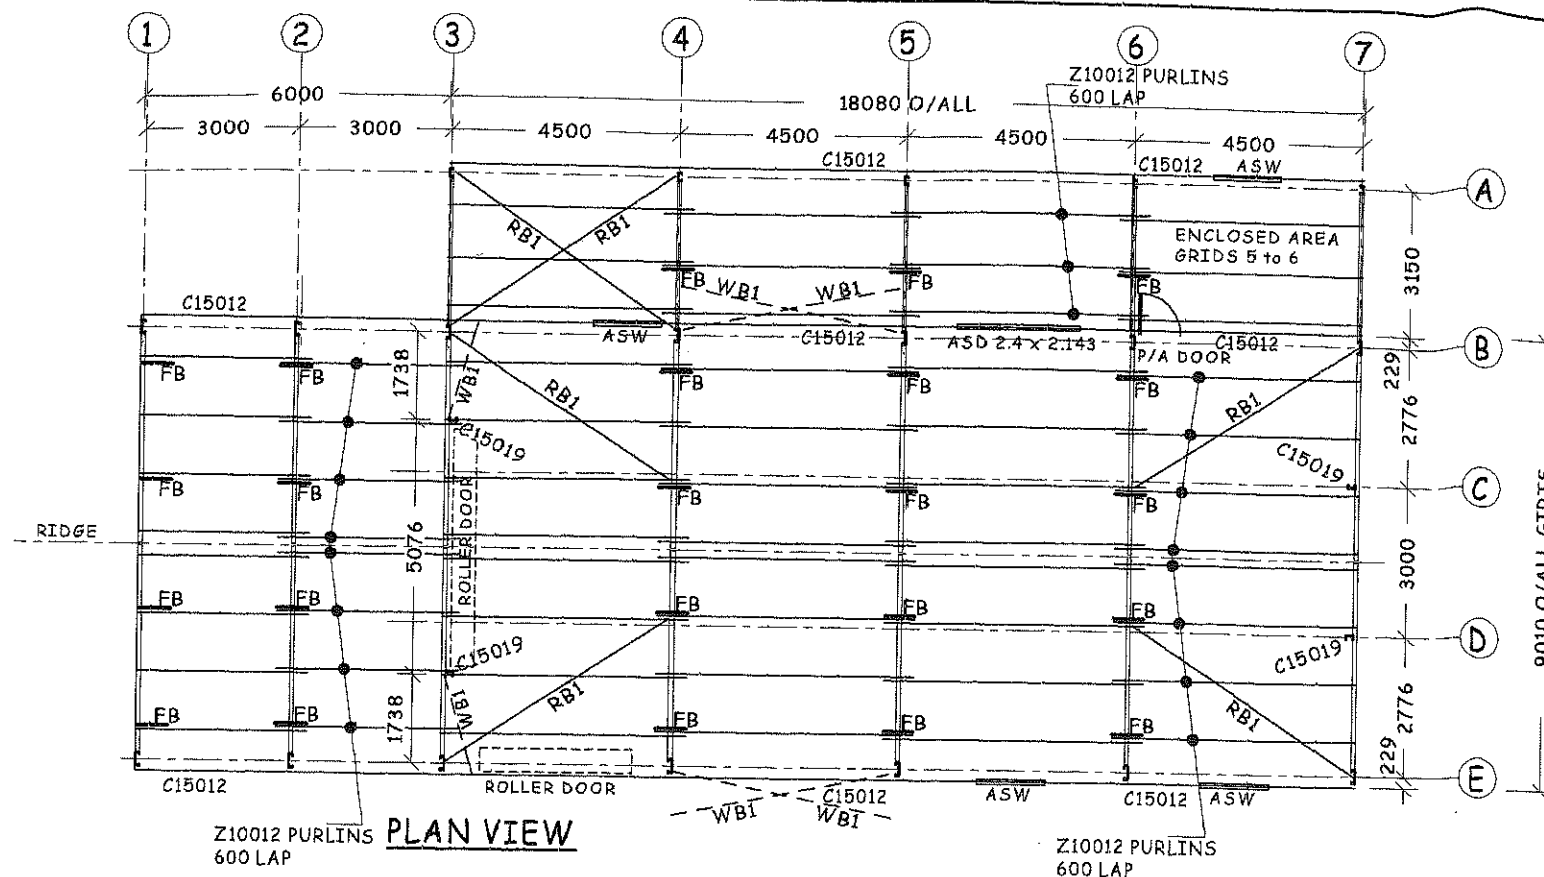 1 2 3 4 5 6 7
Z10012 PURLINS
600 LAP
6000
18080 O/ALL
3000 3000 4500 4500 4500 4500
C15012
C15012
ASW
A
RB1
RB1
ENCLOSED AREA
GRIDS 5 to 6
3150
FB
WB1
WB1
FB
FB
C15012
ASW
C15012
ASD 2.4 x 2.143
P/A DOOR
C15012
B
229
FB
FB
1738
WB1
RB1
FB
FB
FB
RB1
2776
C15019
C15019
FB
FB
ROLLER DOOR
FB
FB
FB
C
RIDGE
5076
3000
9010 O/ALL GIRTS
FB
FB
FB
FB
FB
D
C15019
C15019
RB1
RB1
2776
WB1
1738
FB
FB
FB
FB
FB
229
E
C15012
ROLLER DOOR
WB1
C15012
WB1
ASW
C15012
ASW
Z10012 PURLINS
600 LAP
PLAN VIEW
Z10012 PURLINS
600 LAP